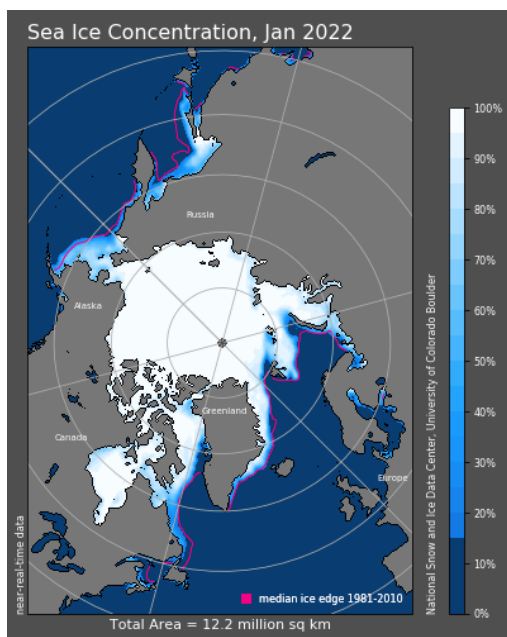 Sea Ice Concentration, Jan 2022
100%
90%
80%
70%
60%
50%
40%
30%
20%
10%
0%
Russia
Alaska
Greenland
Canada
Europe
National Snow and Ice Data Center, University of Colorado Boulder
near-real-time data
median ice edge 1981-2010
Total Area = 12.2 million sq km